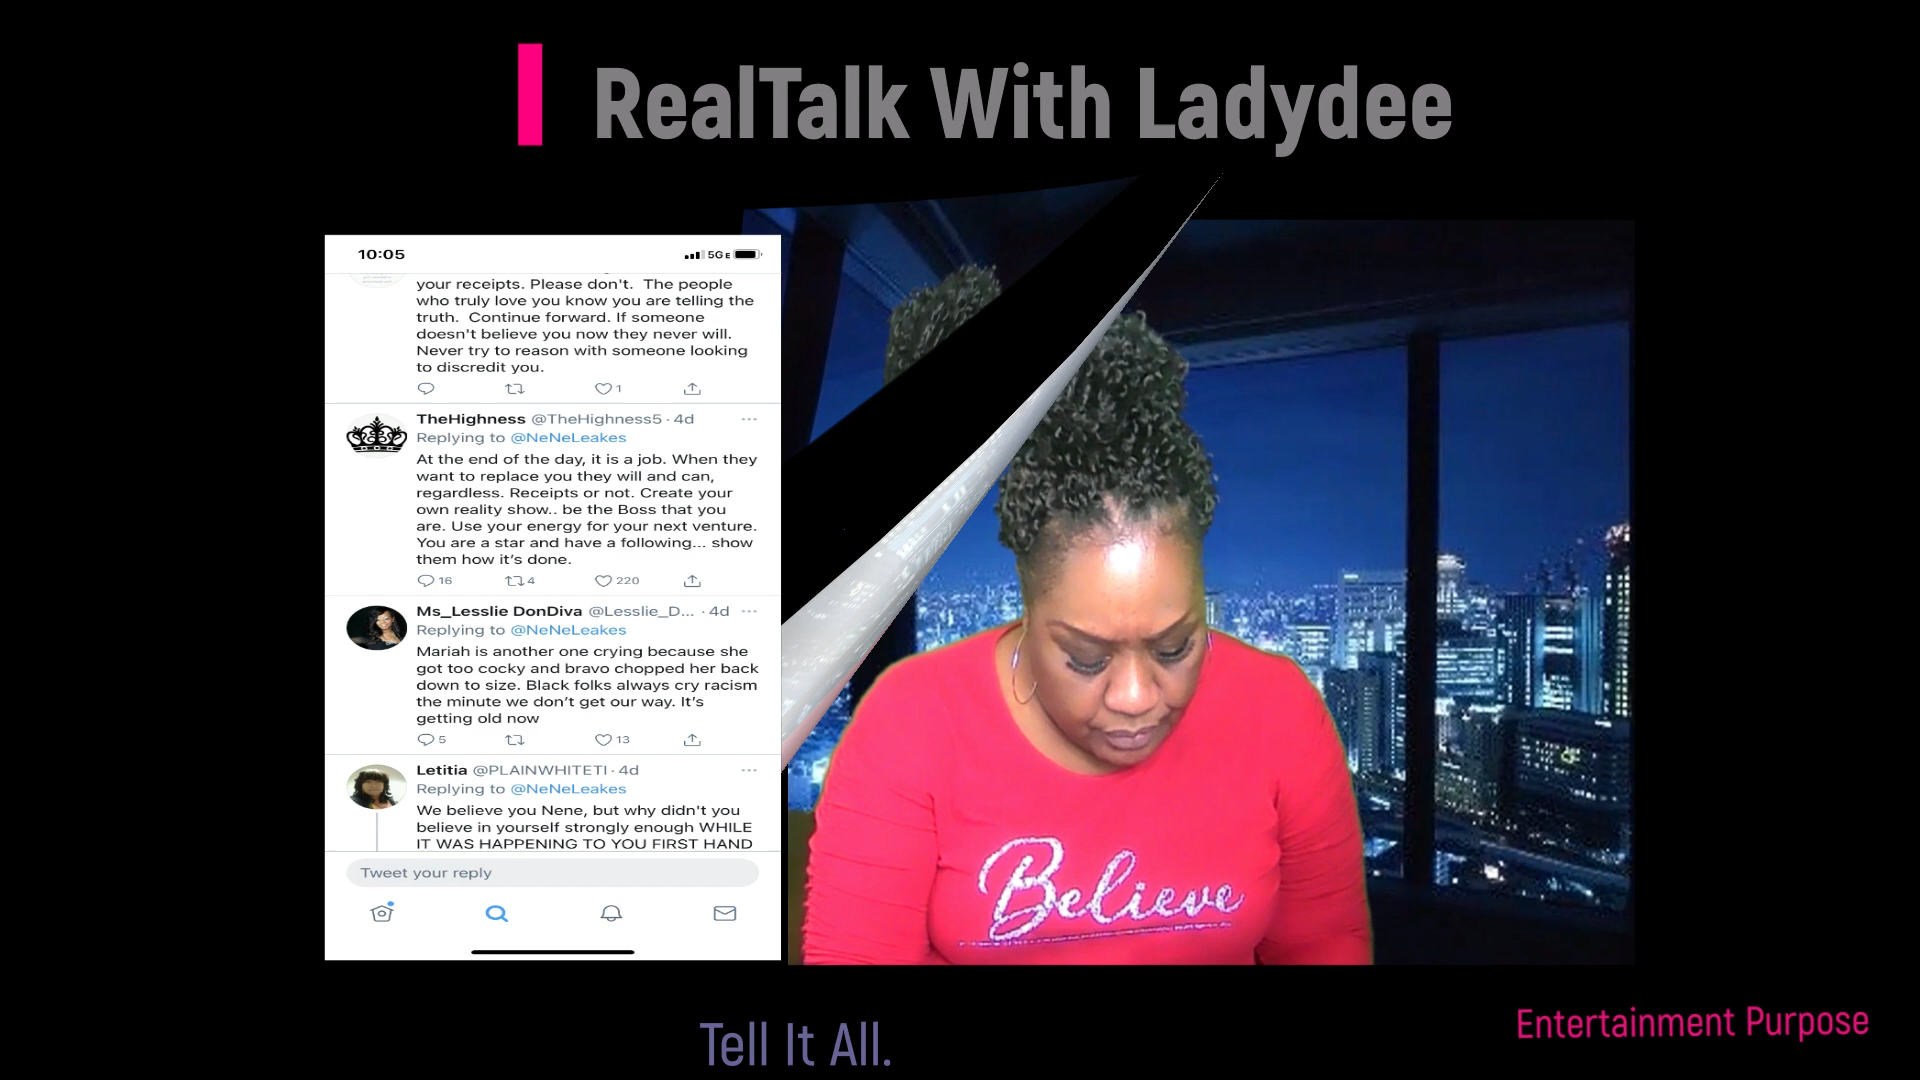 RealTalk With Ladydee
10:05
5GE
your receipts. Please don't. The people
who truly love you know you are telling the
truth. Continue forward. If someone
doesn't believe you now they never will.
Never try to reason with someone looking
to discredit you.
1
TheHighness @TheHighness5 · 4d
Replying to @NeNeLeakes
At the end of the day, it is a job. When they
want to replace you they will and can,
regardless. Receipts or not. Create your
own reality show.. be the Boss that you
are. Use your energy for your next venture.
You are a star and have a following... show
them how it's done.
16 4 220
Ms_Lesslie DonDiva @Lesslie_D... · 4d
Replying to @NeNeLeakes
Mariah is another one crying because she
got too cocky and bravo chopped her back
down to size. Black folks always cry racism
the minute we don't get our way. It's
getting old now
5 13
Letitia @PLAINWHITETI · 4d
Replying to @NeNeLeakes
We believe you Nene, but why didn't you
believe in yourself strongly enough WHILE
IT WAS HAPPENING TO YOU FIRST HAND
Tweet your reply
Believe
Tell It All.
Entertainment Purpose